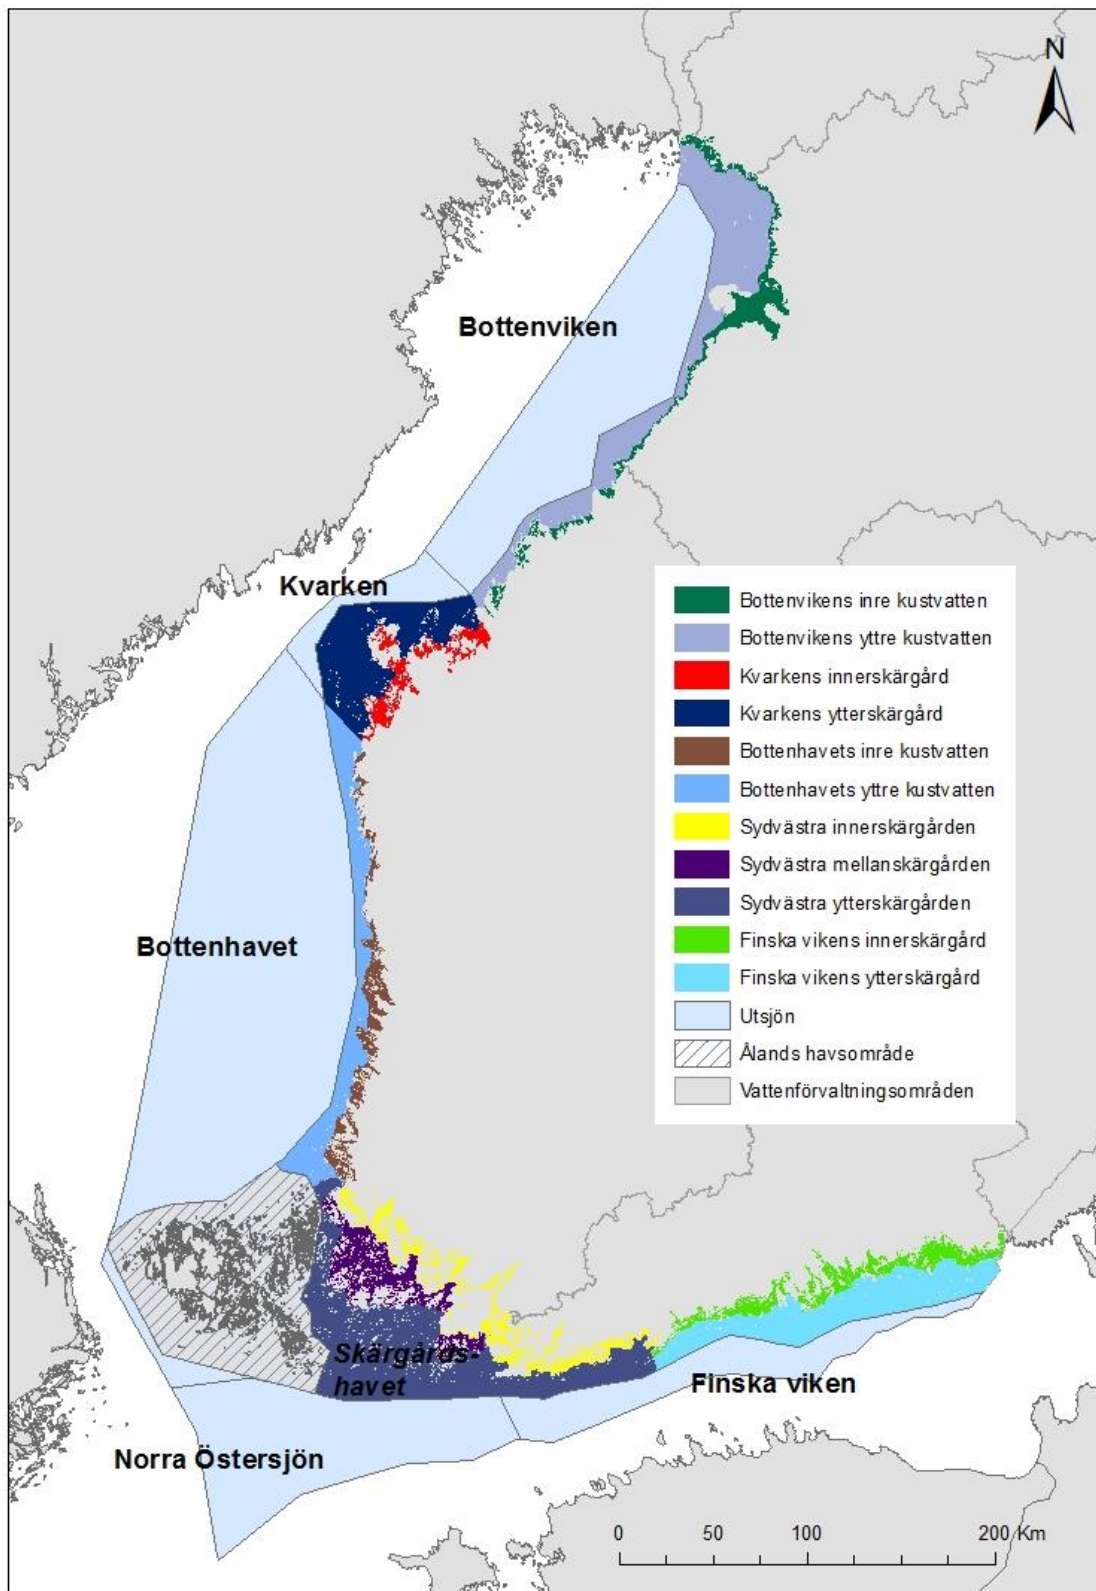 N
Bottenviken
Kvarken
Bottenvikens inre kustvatten
Bottenvikens yttre kustvatten
Kvarkens innerskärgård
Kvarkens ytterskärgård
Bottenhavets inre kustvatten
Bottenhavets yttre kustvatten
Sydvästra innerskärgården
Sydvästra mellanskärgården
Sydvästra ytterskärgården
Finska vikens innerskärgård
Finska vikens ytterskärgård
Utsjön
Ålands havsområde
Vattenförvaltningsområden
Bottenhavet
Skärgårds-
havet
Finska viken
Norra Östersjön
0 50 100 200 Km